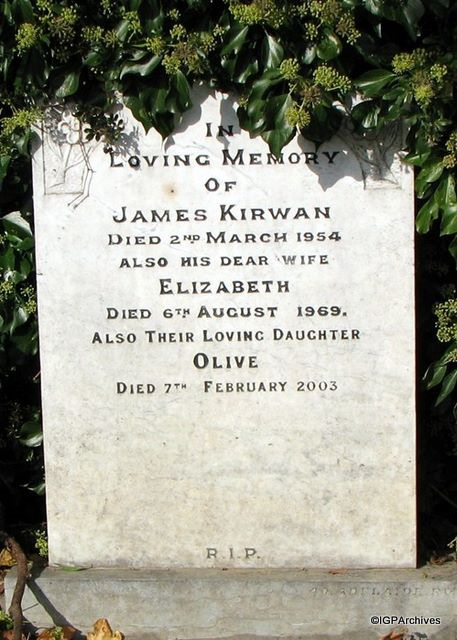 IN
LOVING MEMORY
OF
JAMES KIRWAN
DIED 2ND MARCH 1954
ALSO HIS DEAR WIFE
ELIZABETH
DIED 6TH AUGUST 1969.
ALSO THEIR LOVING DAUGHTER
OLIVE
DIED 7TH FEBRUARY 2003
R.I.P.
ADELAIDE
©IGPArchives